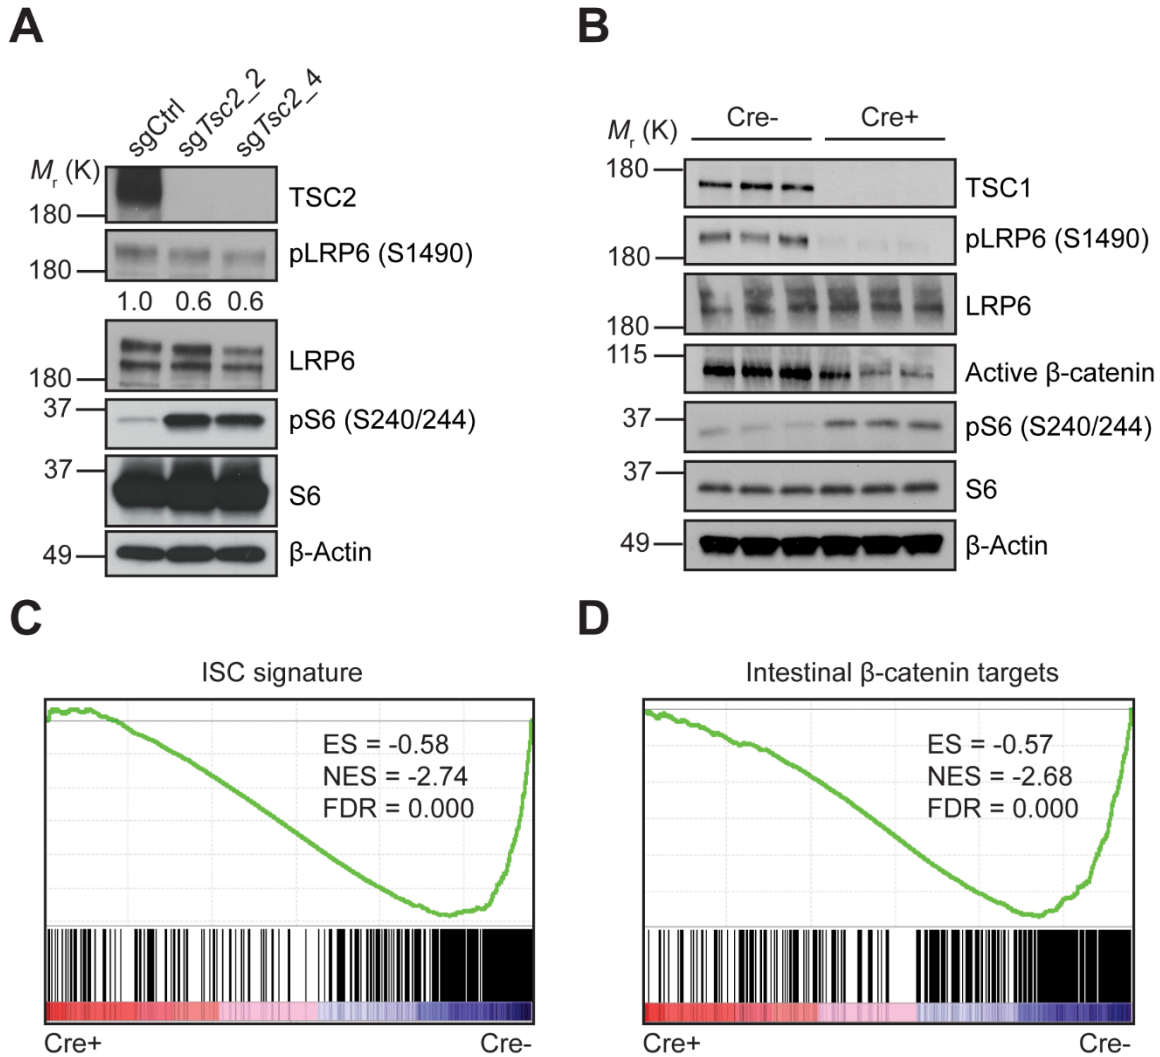 A
sgCtrl
sgTsc2_2
sgTsc2_4
Mr (K)
180
TSC2
180
pLRP6 (S1490)
1.0 0.6 0.6
180
LRP6
37
pS6 (S240/244)
37
S6
49
β-Actin
B
Cre- Cre+
Mr (K)
180
TSC1
180
pLRP6 (S1490)
180
LRP6
115
Active β-catenin
37
pS6 (S240/244)
37
S6
49
β-Actin
C
ISC signature
ES = -0.58
NES = -2.74
FDR = 0.000
Cre+ Cre-
D
Intestinal β-catenin targets
ES = -0.57
NES = -2.68
FDR = 0.000
Cre+ Cre-